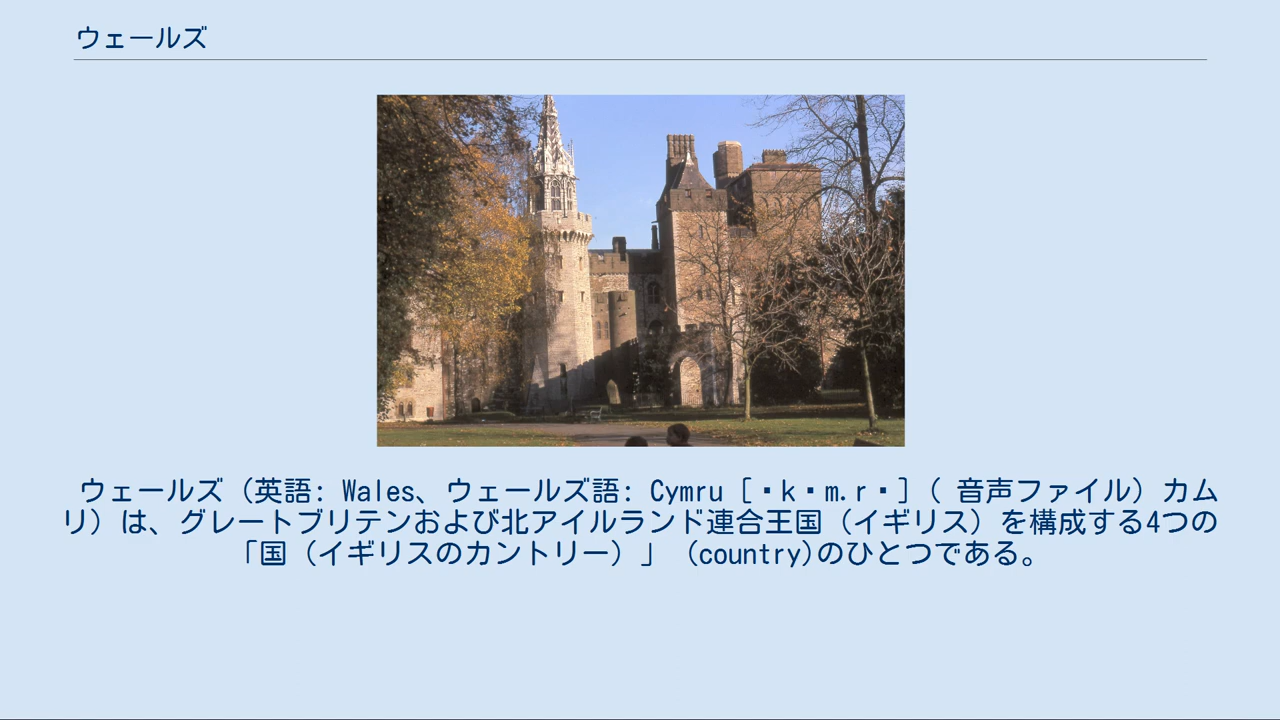 ウェールズ
ウェールズ（英語: Wales、ウェールズ語: Cymru [・k・m.r・]（ 音声ファイル）カム
リ）は、グレートブリテンおよび北アイルランド連合王国（イギリス）を構成する4つの
「国（イギリスのカントリー）」 (country)のひとつである。